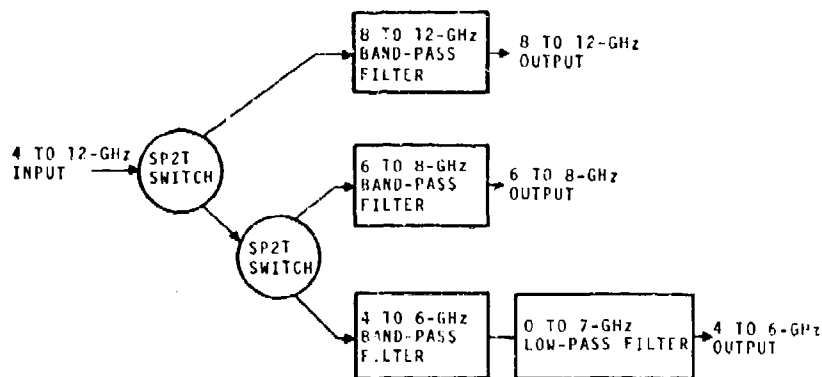 8 TO 12-GHz
BAND-PASS
FILTER
8 TO 12-GHz
OUTPUT
4 TO 12-GHz
INPUT
SP2T
SWITCH
6 TO 8-GHz
BAND-PASS
FILTER
6 TO 8-GHz
OUTPUT
SP2T
SWITCH
4 TO 6-GHz
BAND-PASS
FILTER
0 TO 7-GHz
LOW-PASS FILTER
4 TO 6-GHz
OUTPUT